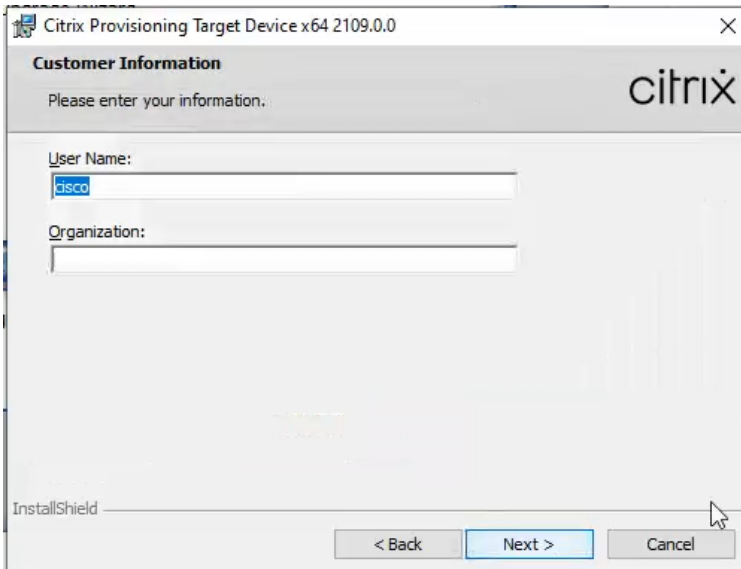 Citrix Provisioning Target Device x64 2109.0.0
Customer Information
Please enter your information.
citrix
User Name:
cisco
Organization:
InstallShield
< Back
Next >
Cancel